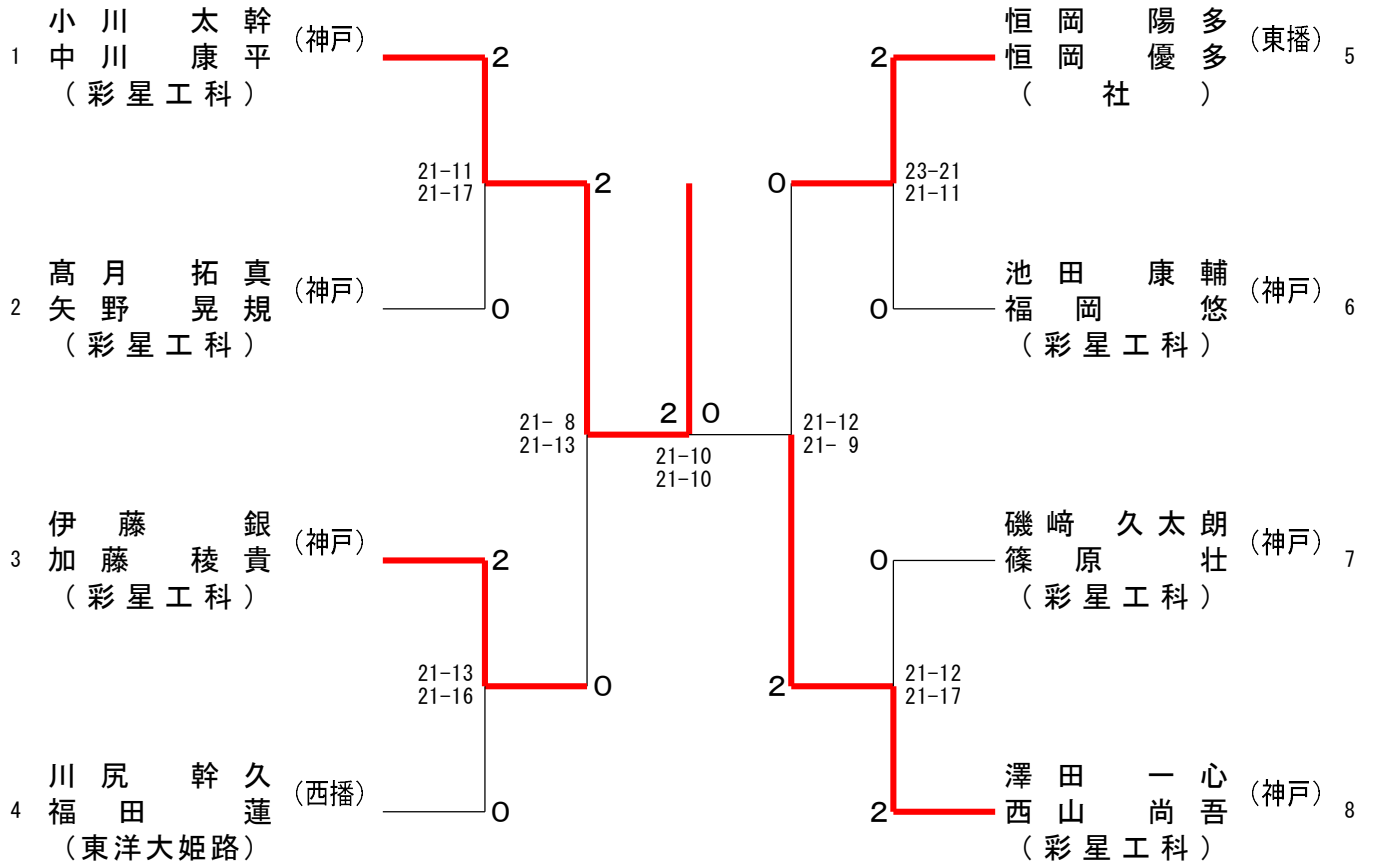 小川 太幹 (神戸)
1 中川 康平
(彩星工科)
2
21-11
21-17
髙月 拓真 (神戸)
2 矢野 晃規
(彩星工科)
0
2
21- 8
21-13
伊藤 銀 (神戸)
3 加藤 稜貴
(彩星工科)
2
21-13
21-16
0
川尻 幹久 (西播)
4 福田 蓮
(東洋大姫路)
0
2 0
21-10
21-10
恒岡 陽多 (東播)
恒岡 優多 5
(社)
2
0
23-21
21-11
池田 康輔 (神戸)
福岡 悠 6
(彩星工科)
0
21-12
21- 9
磯﨑 久太朗 (神戸)
篠原 壮 7
(彩星工科)
0
2
21-12
21-17
澤田 一心 (神戸)
西山 尚吾 8
(彩星工科)
2